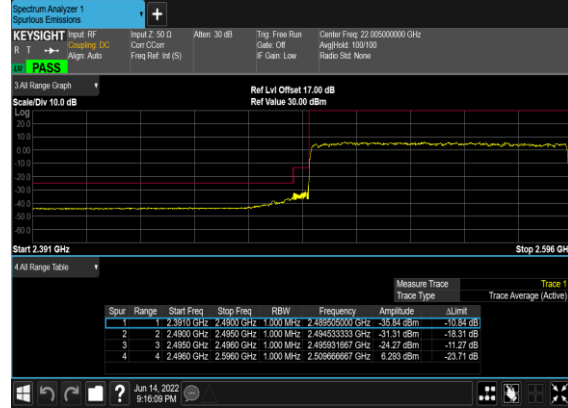 Spectrum Analyzer 1
Spurious Emissions
KEYSIGHT Input: RF Input Z: 50 Ω Atten: 30 dB Trig: Free Run Center Freq: 22.005000000 GHz
R T Coupling: DC Corr CCorr Gate: Off Avg|Hold: 100/100
Align: Auto Freq Ref: Int (S) IF Gain: Low Radio Std: None
PASS
3 All Range Graph
Ref Lvl Offset 17.00 dB
Scale/Div 10.0 dB Ref Value 30.00 dBm
Log
20.0
10.0
0.00
-10.0
-20.0
-30.0
-40.0
-50.0
-60.0
Start 2.391 GHz Stop 2.596 GH
4 All Range Table
Measure Trace Trace 1
Trace Type Trace Average (Active)
Spur Range Start Freq Stop Freq RBW Frequency Amplitude ΔLimit
1 1 2.3910 GHz 2.4900 GHz 1.000 MHz 2.489505000 GHz -35.84 dBm -10.84 dB
2 2 2.4900 GHz 2.4950 GHz 1.000 MHz 2.494533333 GHz -31.31 dBm -18.31 dB
3 3 2.4950 GHz 2.4960 GHz 1.000 MHz 2.495931667 GHz -24.27 dBm -11.27 dB
4 4 2.4960 GHz 2.5960 GHz 1.000 MHz 2.509666667 GHz 6.293 dBm -23.71 dB
Jun 14, 2022
9:16:09 PM